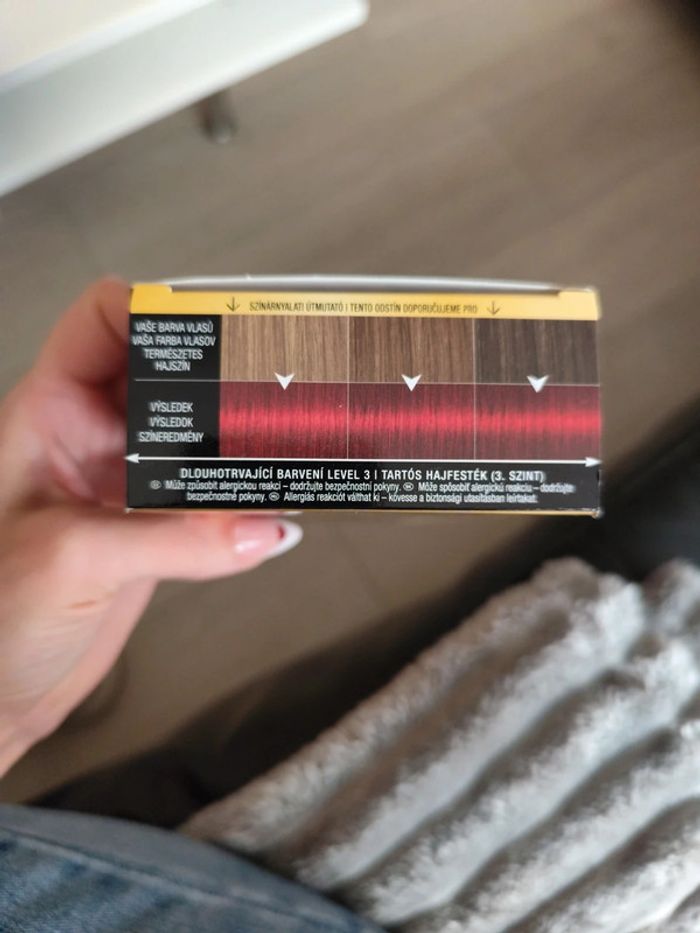 SZÍNÁRNYALATI ÚTMUTATÓ | TENTO ODSTÍN DOPORUČUJEME PRO
VAŠE BARVA VLASŮ
VAŠA FARBA VLASOV
TERMÉSZETES
HAJSZÍN
VÝSLEDEK
VÝSLEDOK
SZÍNEREDMÉNY
DLOUHOTRVAJÍCÍ BARVENÍ LEVEL 3 | TARTÓS HAJFESTÉK (3. SZINT)
Může způsobit alergickou reakci – dodržujte bezpečnostní pokyny. Môže spôsobiť alergickú reakciu – dodržujte
bezpečnostné pokyny. Allergiás reakciót válthat ki – kövesse a biztonsági utasításban leírtakat.